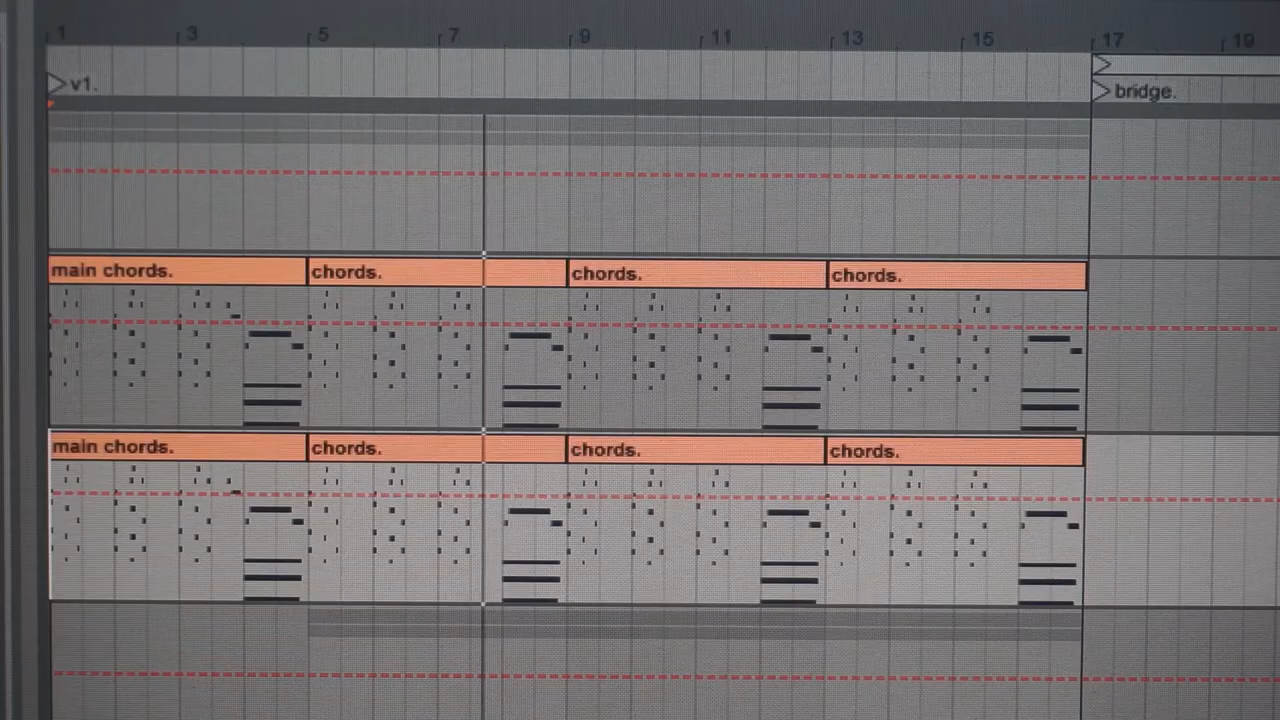 1 3 5 7 9 11 13 15 17 19
v1.
bridge.
main chords. chords. chords. chords.
main chords. chords. chords. chords.